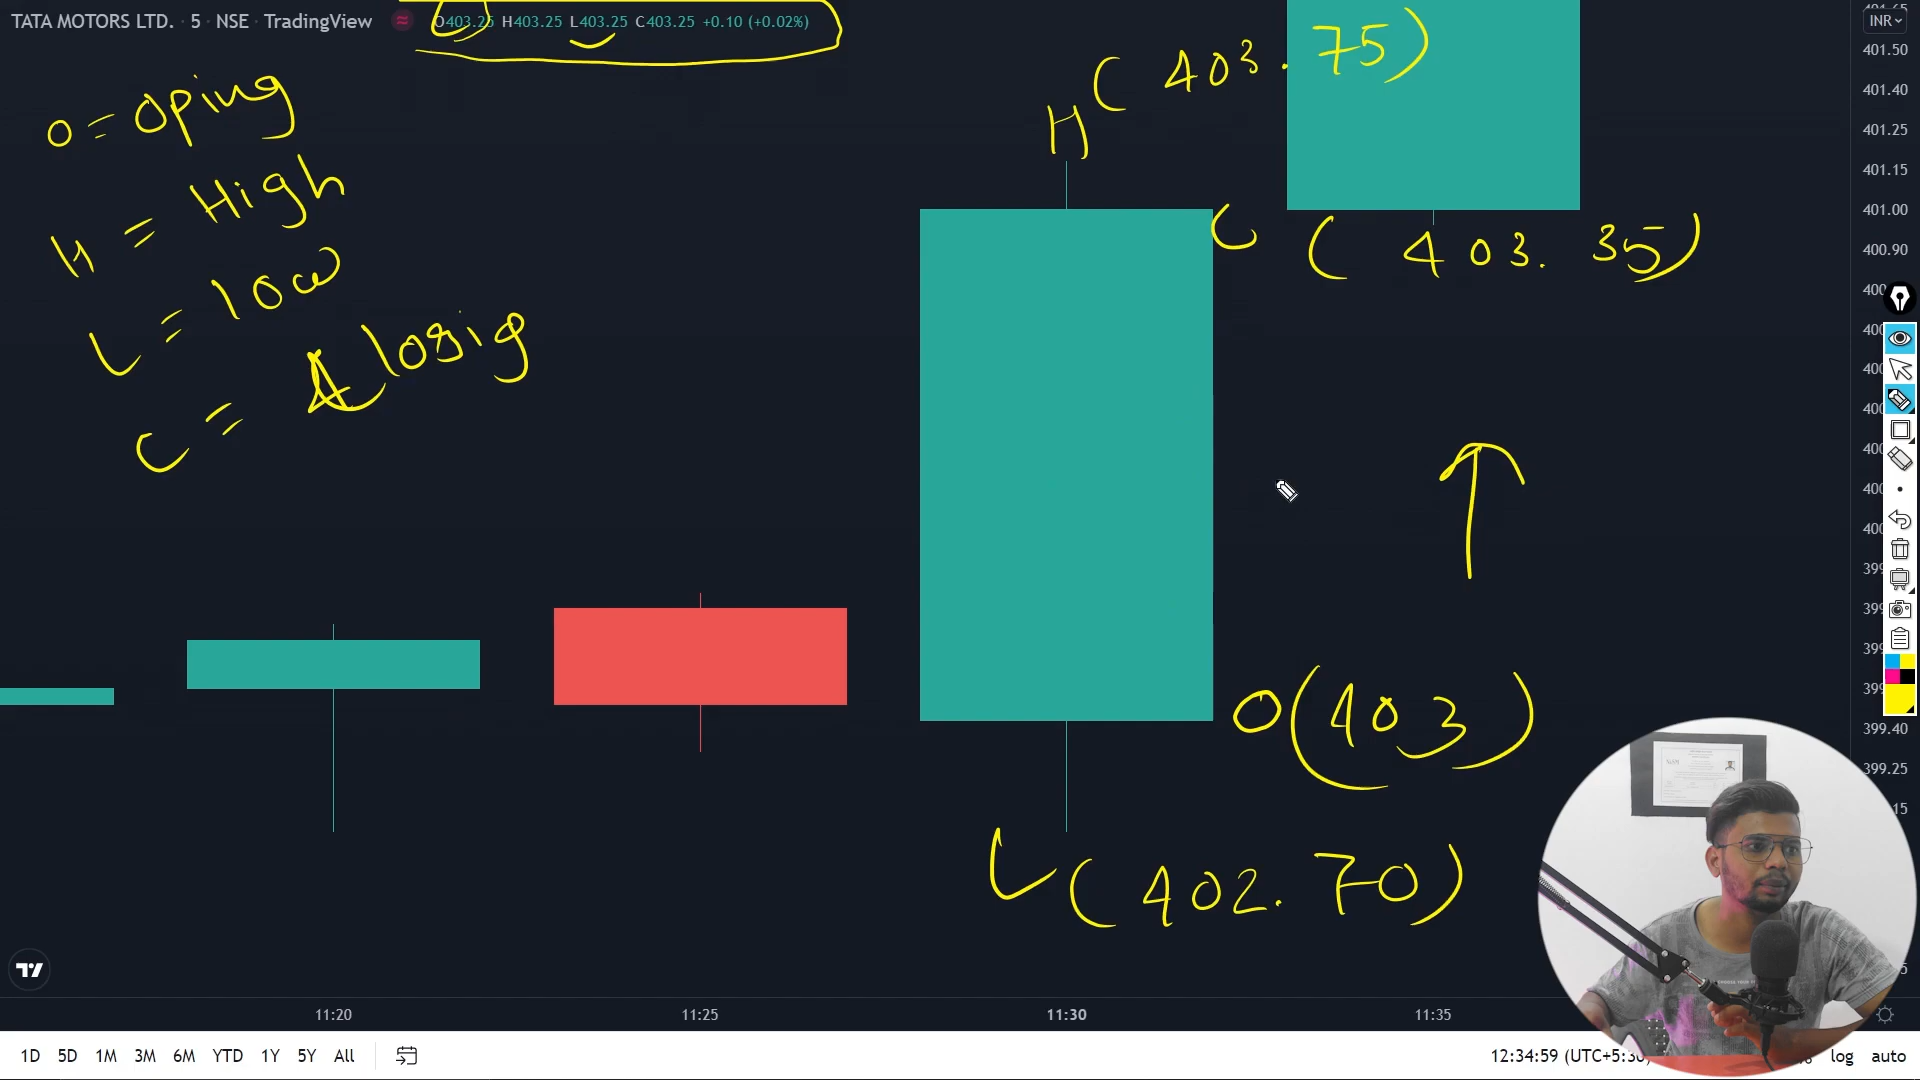 TATA MOTORS LTD. · 5 · NSE · TradingView
O403.25 H403.25 L403.25 C403.25 +0.10 (+0.02%)
INR
O = Oping
H = High
L = low
C = Closig
H (403.75)
C (403.35)
O (403)
L (402.70)
401.50
401.40
401.25
401.15
401.00
400.90
399.40
399.25
11:20 11:25 11:30 11:35
1D 5D 1M 3M 6M YTD 1Y 5Y All
12:34:59 (UTC+5:30) % log auto